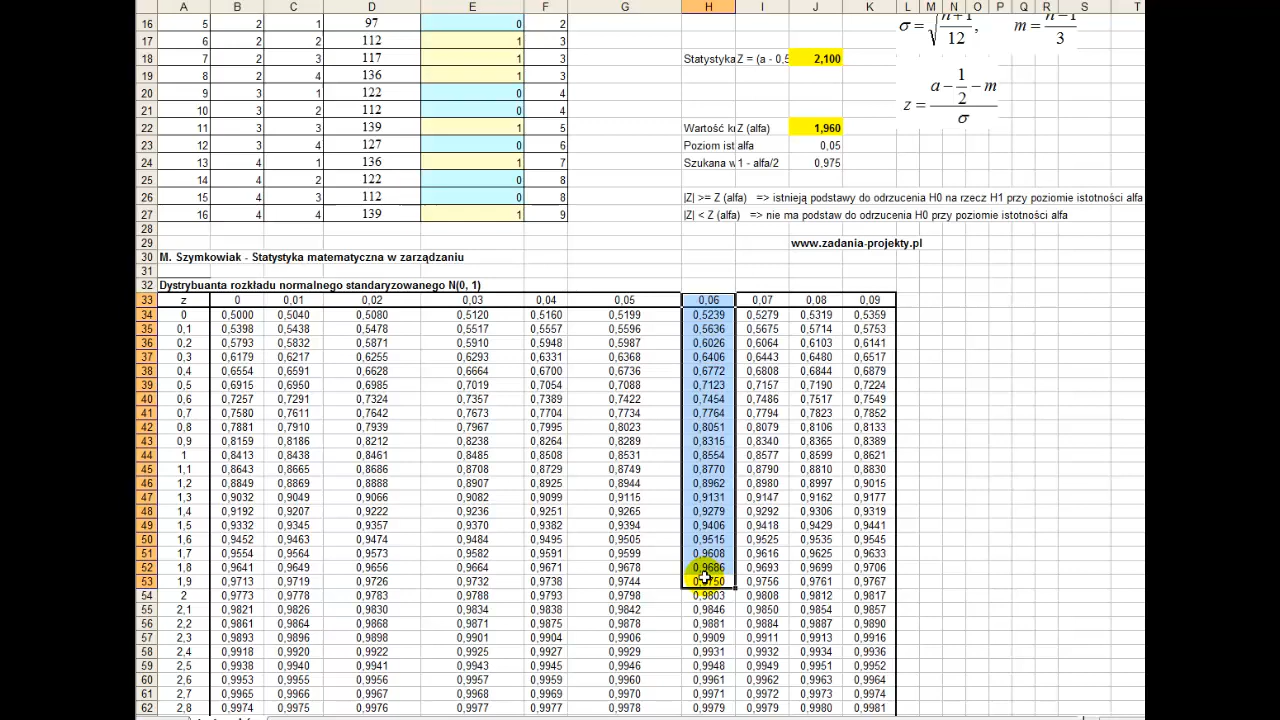 A B C D E F G H I J K L M N O P Q R S T
16 5 2 1 97 0 2
17 6 2 2 112 1 3
18 7 2 3 117 1 3 Statystyka Z = (a - 0,5 2,100
19 8 2 4 136 1 3
20 9 3 1 122 0 4
21 10 3 2 112 0 4
22 11 3 3 139 1 5 Wartość kr Z (alfa) 1,960
23 12 3 4 127 0 6 Poziom ist alfa 0,05
24 13 4 1 136 1 7 Szukana w 1 - alfa/2 0,975
25 14 4 2 112 0 8
26 15 4 3 112 0 8 |Z| >= Z (alfa) => istnieją podstawy do odrzucenia H0 na rzecz H1 przy poziomie istotności alfa
27 16 4 4 139 1 9 |Z| < Z (alfa) => nie ma podstaw do odrzucenia H0 przy poziomie istotności alfa
σ = √ n+1 / 12 , m = n−1 / 3
z = a − 1/2 − m / σ
28
29 www.zadania-projekty.pl
30 M. Szymkowiak - Statystyka matematyczna w zarządzaniu
31
32 Dystrybuanta rozkładu normalnego standaryzowanego N(0, 1)
33 z 0 0,01 0,02 0,03 0,04 0,05 0,06 0,07 0,08 0,09
34 0 0,5000 0,5040 0,5080 0,5120 0,5160 0,5199 0,5239 0,5279 0,5319 0,5359
35 0,1 0,5398 0,5438 0,5478 0,5517 0,5557 0,5596 0,5636 0,5675 0,5714 0,5753
36 0,2 0,5793 0,5832 0,5871 0,5910 0,5948 0,5987 0,6026 0,6064 0,6103 0,6141
37 0,3 0,6179 0,6217 0,6255 0,6293 0,6331 0,6368 0,6406 0,6443 0,6480 0,6517
38 0,4 0,6554 0,6591 0,6628 0,6664 0,6700 0,6736 0,6772 0,6808 0,6844 0,6879
39 0,5 0,6915 0,6950 0,6985 0,7019 0,7054 0,7088 0,7123 0,7157 0,7190 0,7224
40 0,6 0,7257 0,7291 0,7324 0,7357 0,7389 0,7422 0,7454 0,7486 0,7517 0,7549
41 0,7 0,7580 0,7611 0,7642 0,7673 0,7704 0,7734 0,7764 0,7794 0,7823 0,7852
42 0,8 0,7881 0,7910 0,7939 0,7967 0,7995 0,8023 0,8051 0,8079 0,8106 0,8133
43 0,9 0,8159 0,8186 0,8212 0,8238 0,8264 0,8289 0,8315 0,8340 0,8365 0,8389
44 1 0,8413 0,8438 0,8461 0,8485 0,8508 0,8531 0,8554 0,8577 0,8599 0,8621
45 1,1 0,8643 0,8665 0,8686 0,8708 0,8729 0,8749 0,8770 0,8790 0,8810 0,8830
46 1,2 0,8849 0,8869 0,8888 0,8907 0,8925 0,8944 0,8962 0,8980 0,8997 0,9015
47 1,3 0,9032 0,9049 0,9066 0,9082 0,9099 0,9115 0,9131 0,9147 0,9162 0,9177
48 1,4 0,9192 0,9207 0,9222 0,9236 0,9251 0,9265 0,9279 0,9292 0,9306 0,9319
49 1,5 0,9332 0,9345 0,9357 0,9370 0,9382 0,9394 0,9406 0,9418 0,9429 0,9441
50 1,6 0,9452 0,9463 0,9474 0,9484 0,9495 0,9505 0,9515 0,9525 0,9535 0,9545
51 1,7 0,9554 0,9564 0,9573 0,9582 0,9591 0,9599 0,9608 0,9616 0,9625 0,9633
52 1,8 0,9641 0,9649 0,9656 0,9664 0,9671 0,9678 0,9686 0,9693 0,9699 0,9706
53 1,9 0,9713 0,9719 0,9726 0,9732 0,9738 0,9744 0,9750 0,9756 0,9761 0,9767
54 2 0,9773 0,9778 0,9783 0,9788 0,9793 0,9798 0,9803 0,9808 0,9812 0,9817
55 2,1 0,9821 0,9826 0,9830 0,9834 0,9838 0,9842 0,9846 0,9850 0,9854 0,9857
56 2,2 0,9861 0,9864 0,9868 0,9871 0,9875 0,9878 0,9881 0,9884 0,9887 0,9890
57 2,3 0,9893 0,9896 0,9898 0,9901 0,9904 0,9906 0,9909 0,9911 0,9913 0,9916
58 2,4 0,9918 0,9920 0,9922 0,9925 0,9927 0,9929 0,9931 0,9932 0,9934 0,9936
59 2,5 0,9938 0,9940 0,9941 0,9943 0,9945 0,9946 0,9948 0,9949 0,9951 0,9952
60 2,6 0,9953 0,9955 0,9956 0,9957 0,9958 0,9960 0,9961 0,9962 0,9963 0,9964
61 2,7 0,9965 0,9966 0,9967 0,9968 0,9969 0,9970 0,9971 0,9972 0,9973 0,9974
62 2,8 0,9974 0,9975 0,9976 0,9977 0,9977 0,9978 0,9979 0,9979 0,9980 0,9981